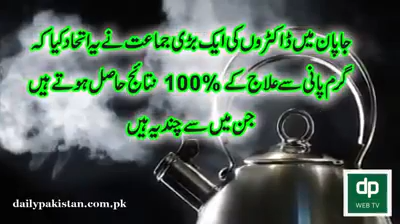 جاپان میں ڈاکٹروں کی ایک بڑی جماعت نے یہ اتحاد کیا کہ
گرم پانی سے علاج کے %100 نتائج حاصل ہوتے ہیں
جن میں سے چند یہ ہیں
dp
WEB TV
dailypakistan.com.pk